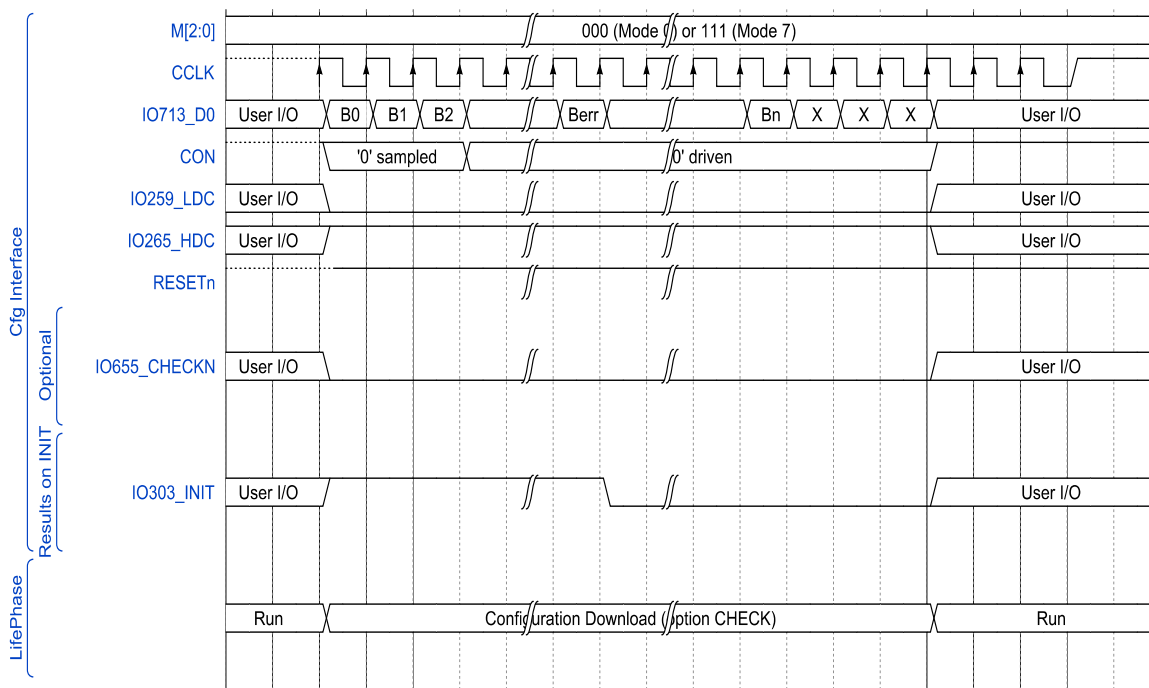 M[2:0] 000 (Mode 0) or 111 (Mode 7)
CCLK
IO713_D0 User I/O B0 B1 B2 Berr Bn X X X User I/O
CON '0' sampled '0' driven
IO259_LDC User I/O User I/O
IO265_HDC User I/O User I/O
RESETn
IO655_CHECKN User I/O User I/O
IO303_INIT User I/O User I/O
Run Configuration Download (option CHECK) Run
Cfg Interface
Optional
Results on INIT
LifePhase